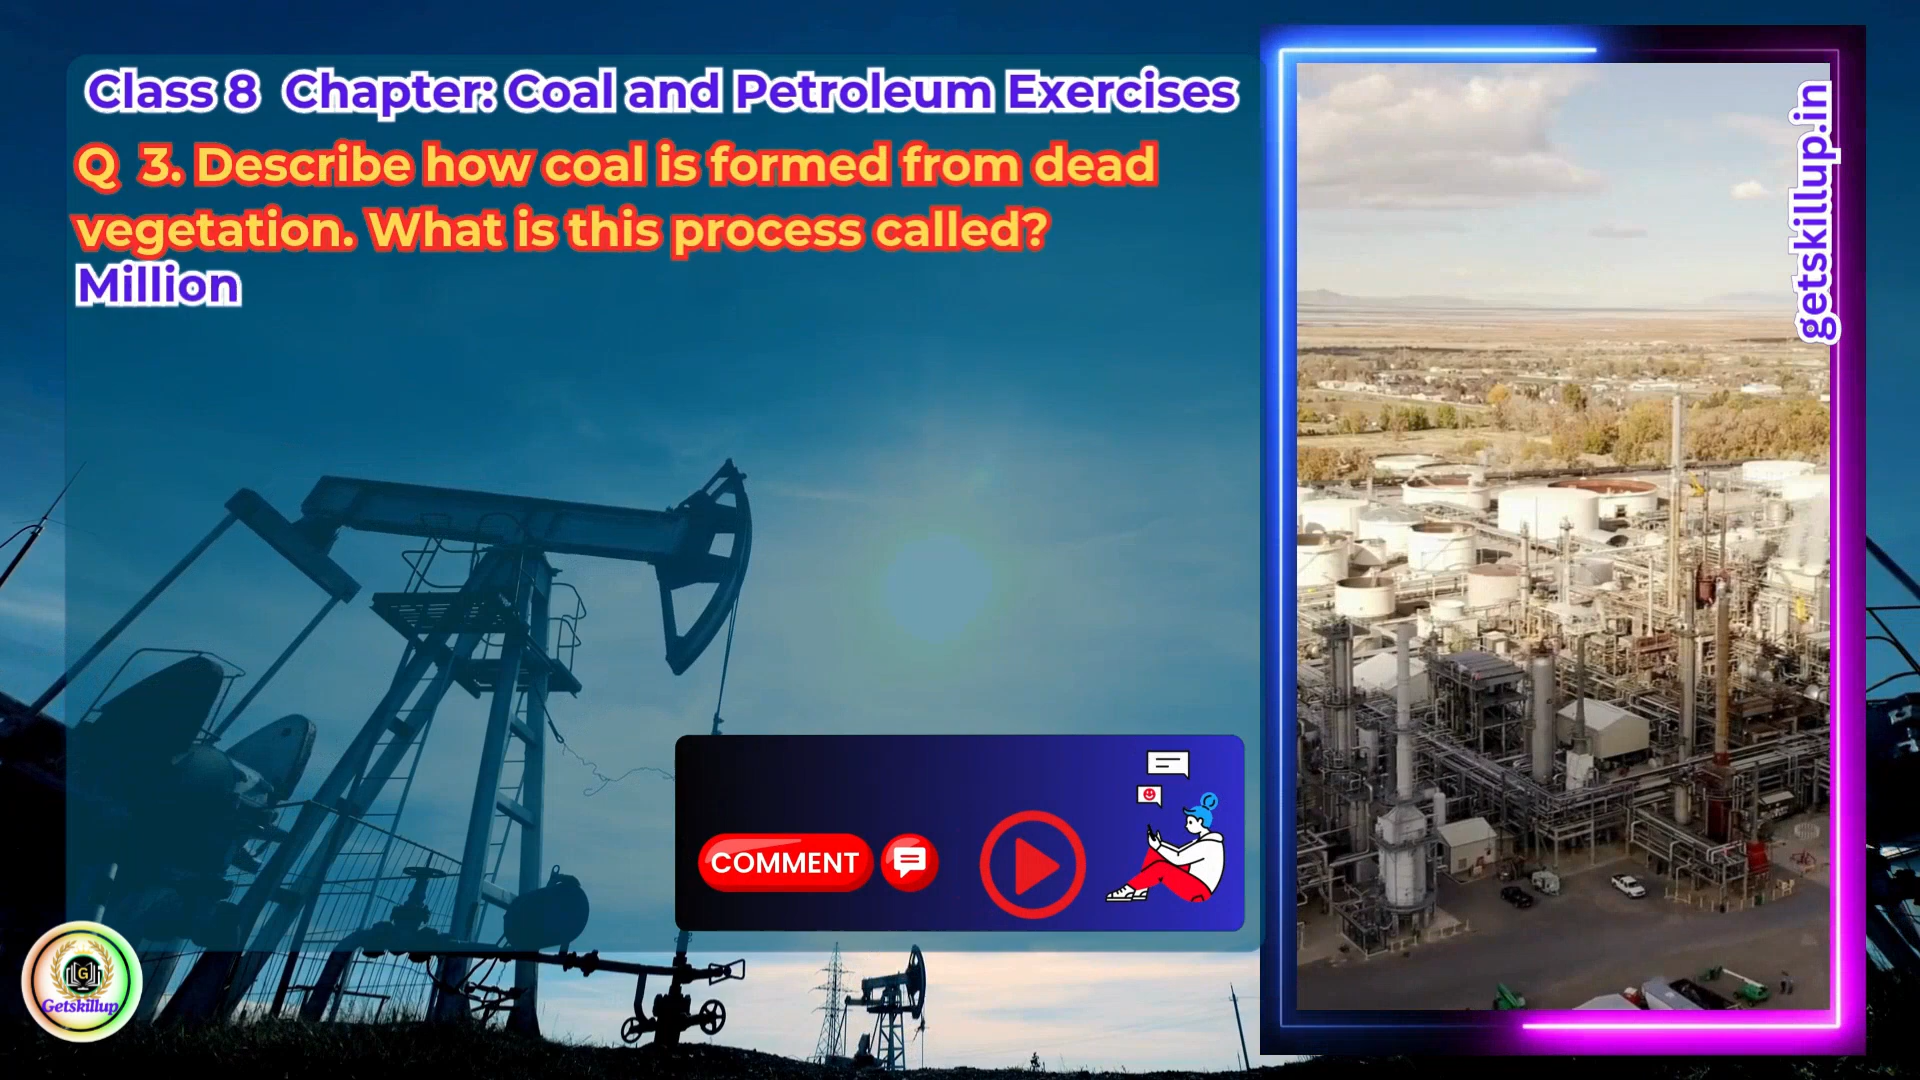 Class 8 Chapter: Coal and Petroleum Exercises
Q 3. Describe how coal is formed from dead
vegetation. What is this process called?
Million
getskillup.in
COMMENT
G
Getskillup